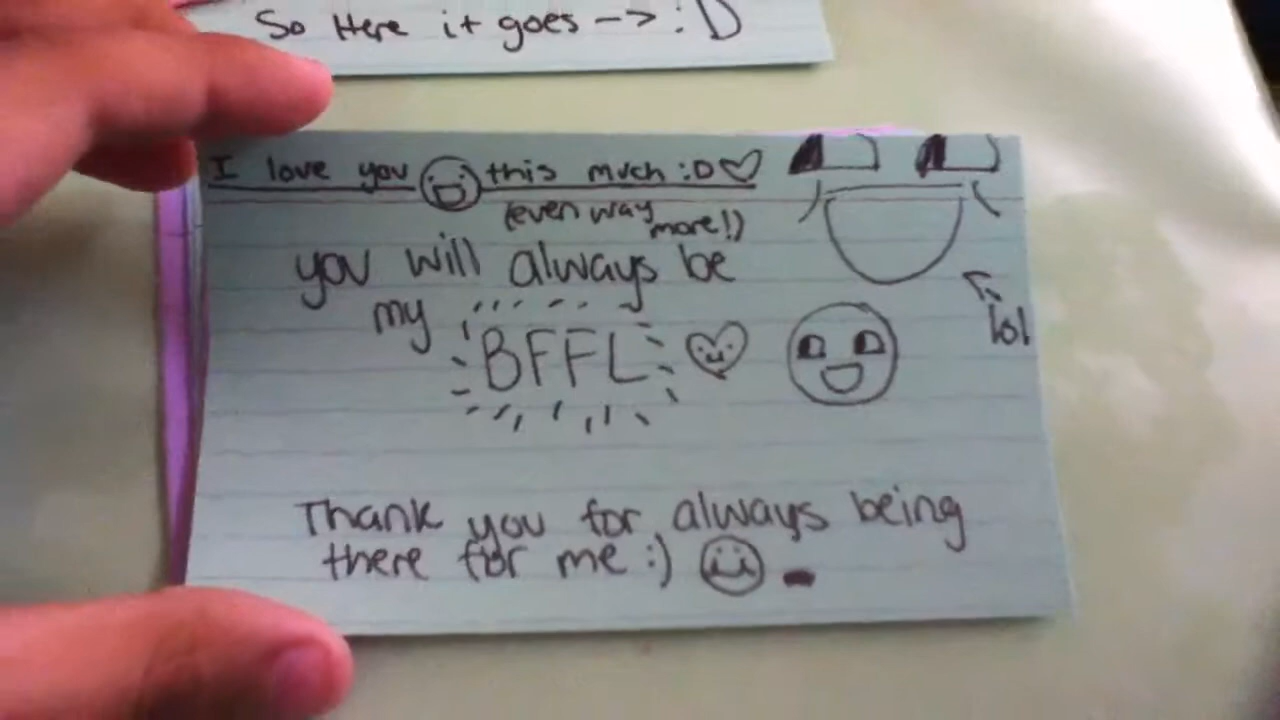 So Here it goes --> :D
I love you this much :D ♡
(even way
more!)
you will always be
my
BFFL
lol
Thank you for always being
there for me :)